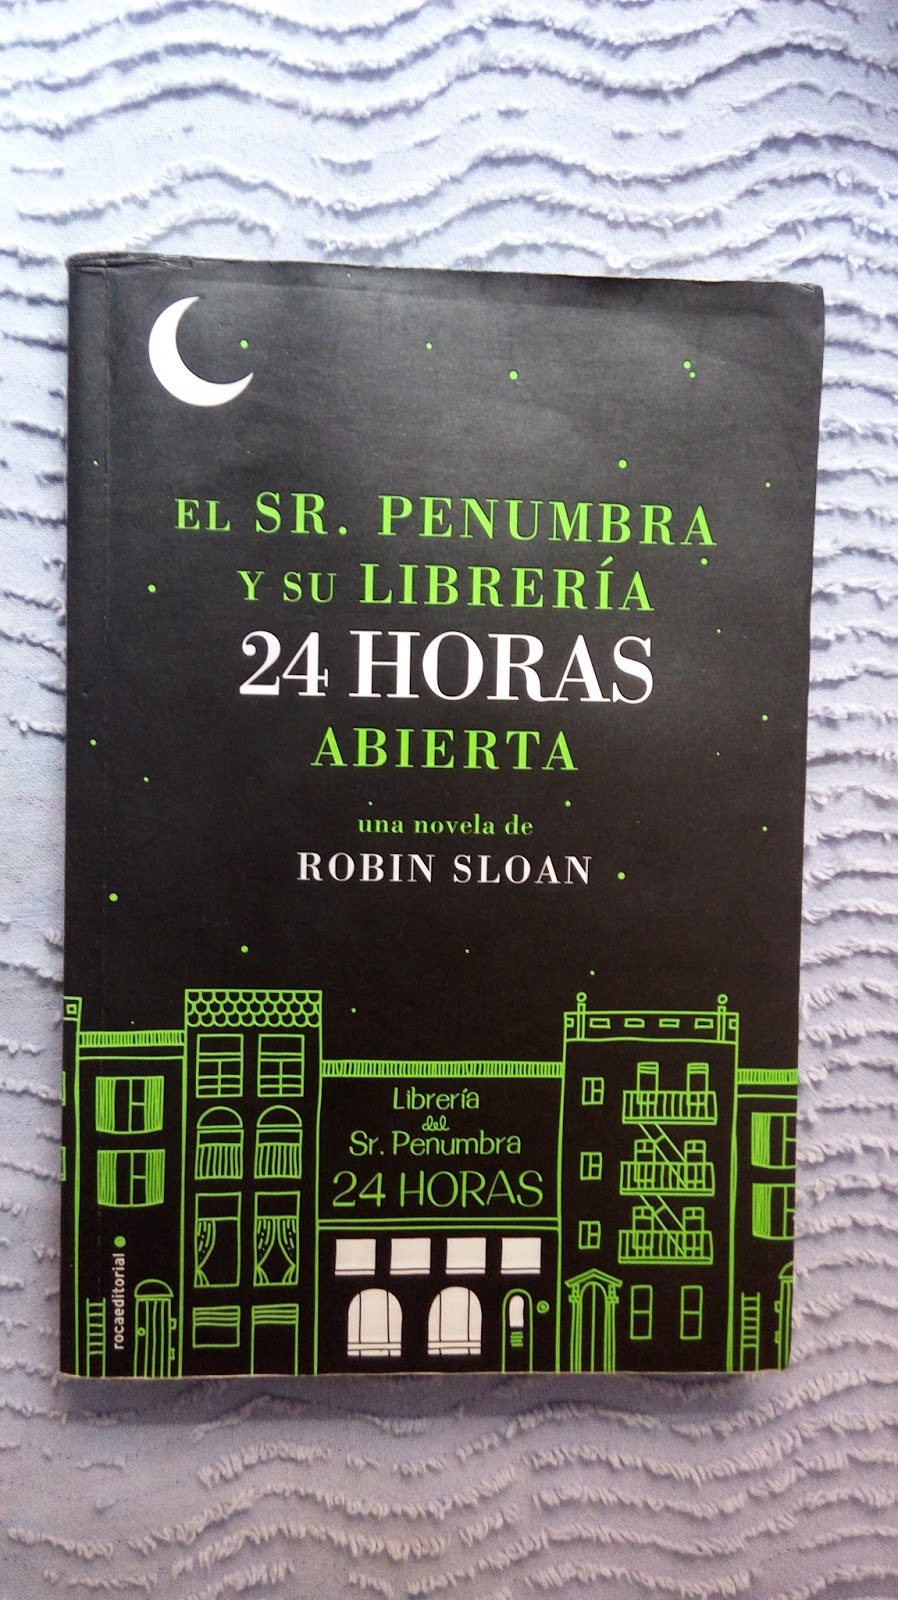 EL SR. PENUMBRA
Y SU LIBRERÍA
24 HORAS
ABIERTA
una novela de
ROBIN SLOAN
Librería
del
Sr. Penumbra
24 HORAS
rocaeditorial